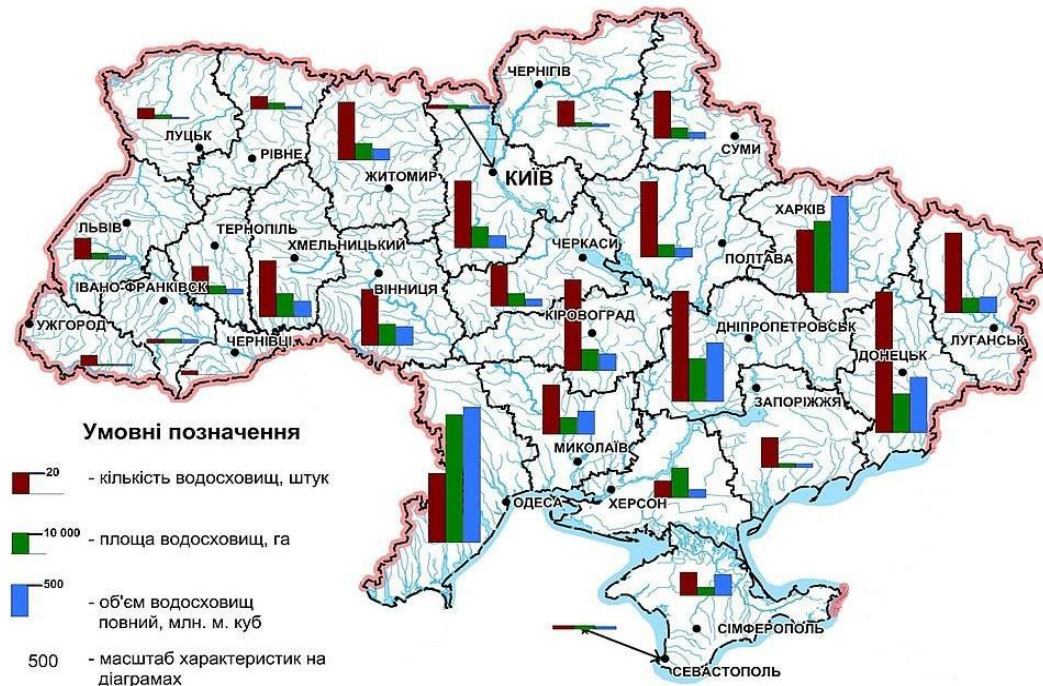 ЧЕРНІГІВ
ЛУЦЬК
РІВНЕ
СУМИ
ЖИТОМИР
КИЇВ
ЛЬВІВ
ТЕРНОПІЛЬ
ХМЕЛЬНИЦЬКИЙ
ЧЕРКАСИ
ХАРКІВ
ПОЛТАВА
ІВАНО-ФРАНКІВСК
ВІННИЦЯ
УЖГОРОД
ЧЕРНІВЦІ
КІРОВОГРАД
ДНІПРОПЕТРОВСЬК
ЛУГАНСЬК
ДОНЕЦЬК
ЗАПОРІЖЖЯ
МИКОЛАЇВ
ОДЕСА
ХЕРСОН
СІМФЕРОПОЛЬ
СЕВАСТОПОЛЬ
Умовні позначення
20 - кількість водосховищ, штук
10 000 - площа водосховищ, га
500 - об'єм водосховищ
повний, млн. м. куб
500 - масштаб характеристик на
діаграмах